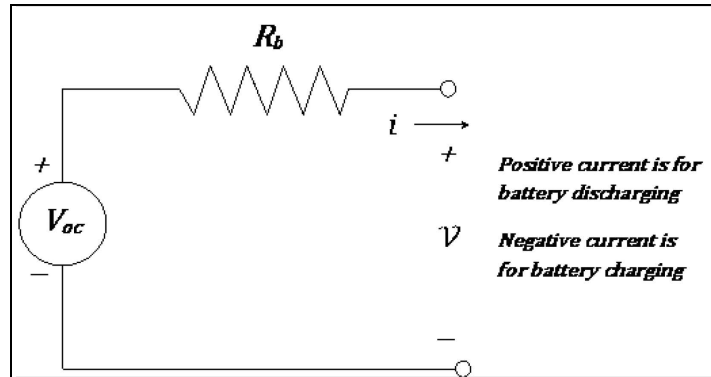 R_b
i
+
+
V_oc
−
Positive current is for
battery discharging
V
Negative current is
for battery charging
−